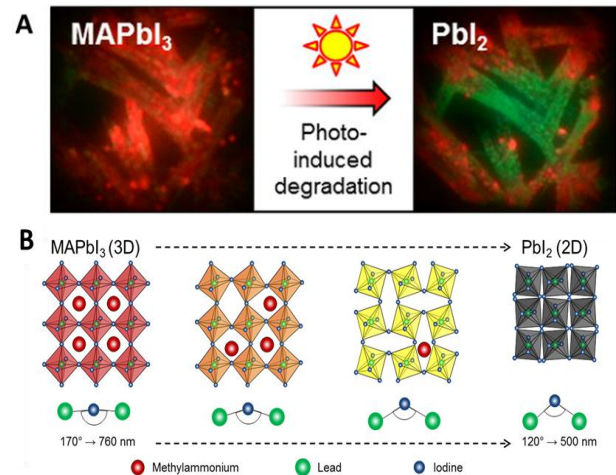 A
MAPbI₃
PbI₂
Photo-
induced
degradation
B
MAPbI₃ (3D)
PbI₂ (2D)
170° → 760 nm
120° → 500 nm
Methylammonium
Lead
Iodine